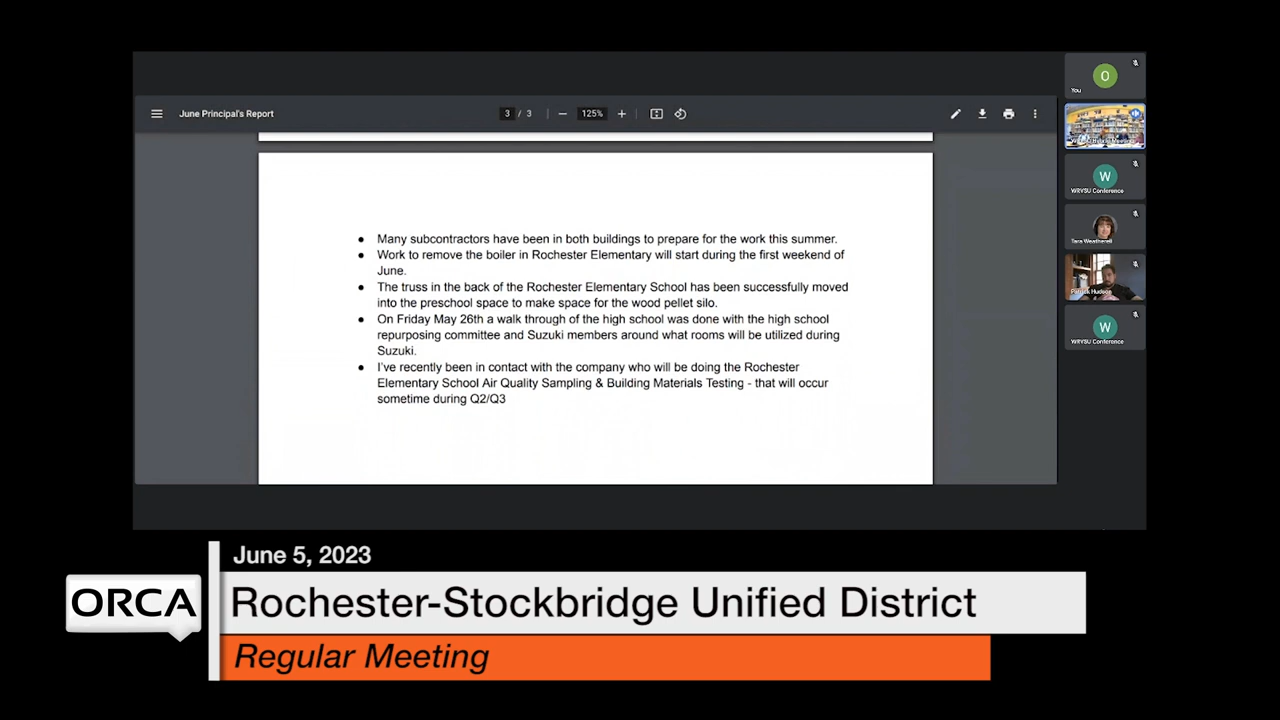 June Principal's Report
3 / 3
125%
● Many subcontractors have been in both buildings to prepare for the work this summer.
● Work to remove the boiler in Rochester Elementary will start during the first weekend of
June.
● The truss in the back of the Rochester Elementary School has been successfully moved
into the preschool space to make space for the wood pellet silo.
● On Friday May 26th a walk through of the high school was done with the high school
repurposing committee and Suzuki members around what rooms will be utilized during
Suzuki.
● I've recently been in contact with the company who will be doing the Rochester
Elementary School Air Quality Sampling & Building Materials Testing - that will occur
sometime during Q2/Q3
O
You
Meeting
W
WRVSU Conference
Tara Weatherell
Patrick Hudson
W
WRVSU Conference
June 5, 2023
ORCA
Rochester-Stockbridge Unified District
Regular Meeting